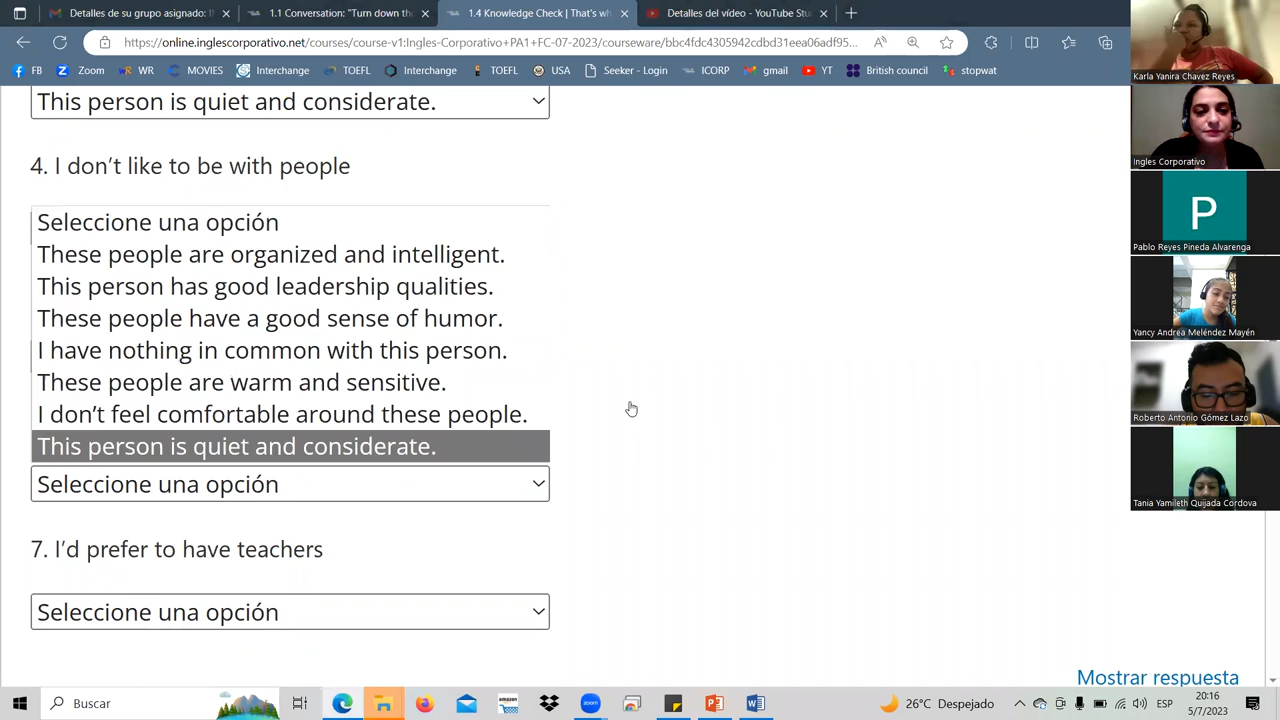 Detalles de su grupo asignado: I
1.1 Conversation: "Turn down the
1.4 Knowledge Check | That's wh
Detalles del vídeo - YouTube Stu
https://online.inglescorporativo.net/courses/course-v1:Ingles-Corporativo+PA1+FC-07-2023/courseware/bbc4fdc4305942cdbd31eea06adf95...
FB
Zoom
WR
MOVIES
Interchange
TOEFL
Interchange
TOEFL
USA
Seeker - Login
ICORP
gmail
YT
British council
stopwat
This person is quiet and considerate.
4. I don't like to be with people
Seleccione una opción
These people are organized and intelligent.
This person has good leadership qualities.
These people have a good sense of humor.
I have nothing in common with this person.
These people are warm and sensitive.
I don't feel comfortable around these people.
This person is quiet and considerate.
Seleccione una opción
7. I'd prefer to have teachers
Seleccione una opción
Mostrar respuesta
Karla Yanira Chavez Reyes
Ingles Corporativo
P
Pablo Reyes Pineda Alvarenga
Yancy Andrea Meléndez Mayén
Roberto Antonio Gómez Lazo
Tania Yamileth Quijada Cordova
Buscar
26°C Despejado
ESP
20:16
5/7/2023